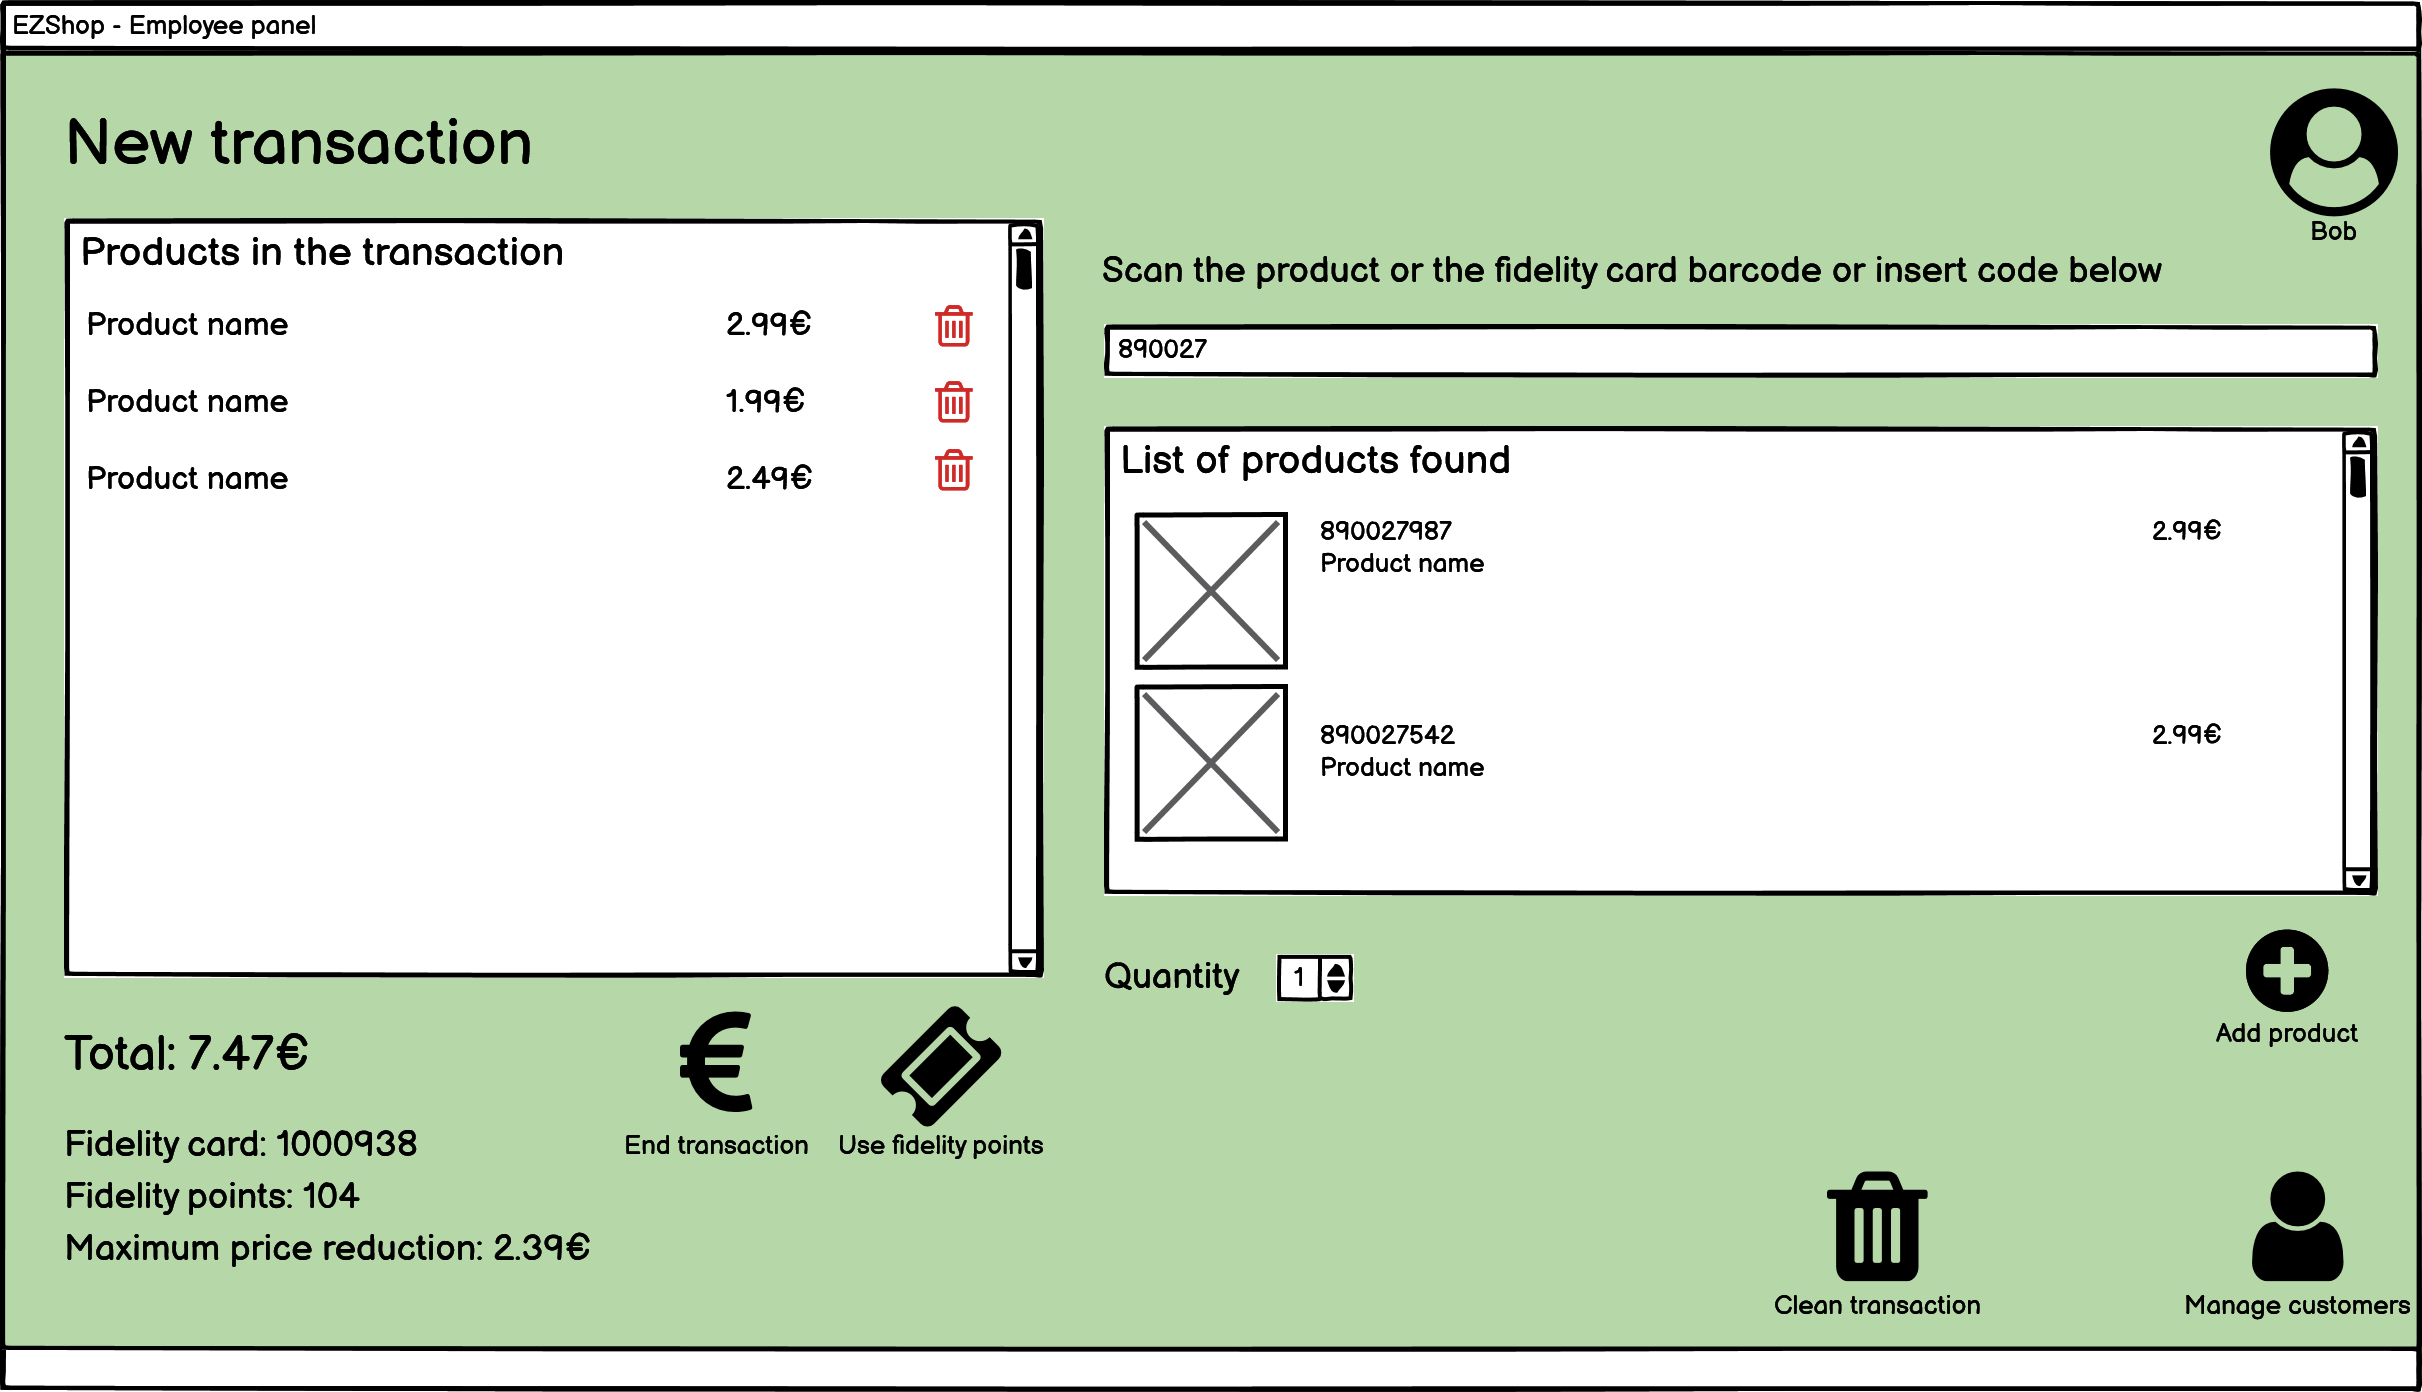 EZShop - Employee panel
New transaction
Bob
Products in the transaction
Product name 2.99€
Product name 1.99€
Product name 2.49€
Total: 7.47€
End transaction
Use fidelity points
Fidelity card: 1000938
Fidelity points: 104
Maximum price reduction: 2.39€
Scan the product or the fidelity card barcode or insert code below
890027
List of products found
890027987 2.99€
Product name
890027542 2.99€
Product name
Quantity 1
Add product
Clean transaction
Manage customers